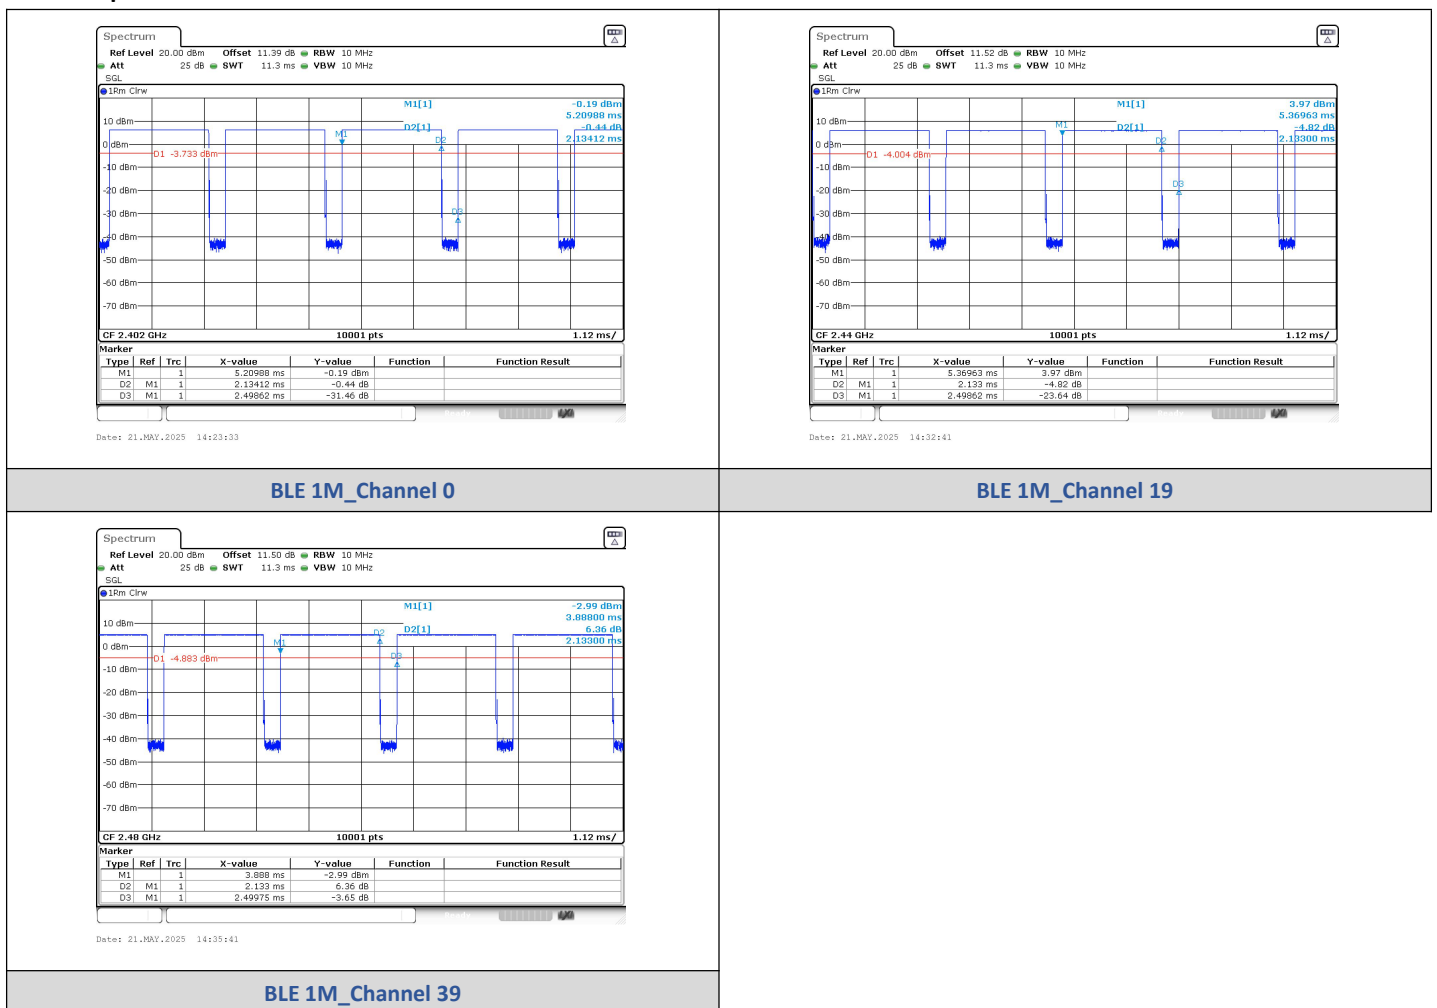 Spectrum
Ref Level 20.00 dBm Offset 11.39 dB RBW 10 MHz
Att 25 dB SWT 11.3 ms VBW 10 MHz
SGL
1Rm Clrw
M1[1] -0.19 dBm
5.20988 ms
D2[1] -0.44 dB
2.13412 ms
10 dBm
M1
D2
0 dBm
D1 -3.733 dBm
-10 dBm
-20 dBm
D3
-30 dBm
-40 dBm
-50 dBm
-60 dBm
-70 dBm
CF 2.402 GHz 10001 pts 1.12 ms/
Marker
Type Ref Trc X-value Y-value Function Function Result
M1 1 5.20988 ms -0.19 dBm
D2 M1 1 2.13412 ms -0.44 dB
D3 M1 1 2.49862 ms -31.46 dB
Date: 21.MAY.2025 14:23:33
BLE 1M_Channel 0
Spectrum
Ref Level 20.00 dBm Offset 11.52 dB RBW 10 MHz
Att 25 dB SWT 11.3 ms VBW 10 MHz
SGL
1Rm Clrw
M1[1] 3.97 dBm
5.36963 ms
D2[1] -4.82 dB
2.13300 ms
10 dBm
M1
D2
0 dBm
D1 -4.004 dBm
-10 dBm
D3
-20 dBm
-30 dBm
-40 dBm
-50 dBm
-60 dBm
-70 dBm
CF 2.44 GHz 10001 pts 1.12 ms/
Marker
Type Ref Trc X-value Y-value Function Function Result
M1 1 5.36963 ms 3.97 dBm
D2 M1 1 2.133 ms -4.82 dB
D3 M1 1 2.49862 ms -23.64 dB
Date: 21.MAY.2025 14:32:41
BLE 1M_Channel 19
Spectrum
Ref Level 20.00 dBm Offset 11.50 dB RBW 10 MHz
Att 25 dB SWT 11.3 ms VBW 10 MHz
SGL
1Rm Clrw
M1[1] -2.99 dBm
3.88800 ms
D2[1] 6.36 dB
2.13300 ms
10 dBm
D2
M1
0 dBm
D3
D1 -4.883 dBm
-10 dBm
-20 dBm
-30 dBm
-40 dBm
-50 dBm
-60 dBm
-70 dBm
CF 2.48 GHz 10001 pts 1.12 ms/
Marker
Type Ref Trc X-value Y-value Function Function Result
M1 1 3.888 ms -2.99 dBm
D2 M1 1 2.133 ms 6.36 dB
D3 M1 1 2.49975 ms -3.65 dB
Date: 21.MAY.2025 14:35:41
BLE 1M_Channel 39